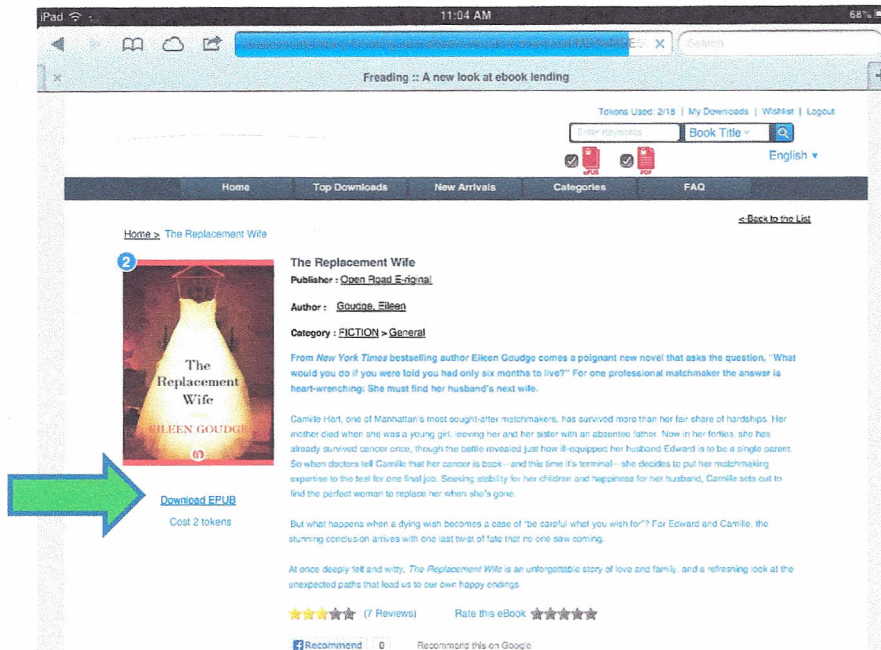 iPad 11:04 AM 68%
Freading :: A new look at ebook lending
Tokens Used: 2/18 | My Downloads | Wishlist | Logout
Enter Keywords Book Title
ePUB PDF English
Home Top Downloads New Arrivals Categories FAQ
<-Back to the List
Home > The Replacement Wife
2
The
Replacement
Wife
EILEEN GOUDGE
The Replacement Wife
Publisher : Open Road E-riginal
Author : Goudge, Eileen
Category : FICTION > General
From New York Times bestselling author Eileen Goudge comes a poignant new novel that asks the question, "What
would you do if you were told you had only six months to live?" For one professional matchmaker the answer is
heart-wrenching: She must find her husband's next wife.
Camille Hart, one of Manhattan's most sought-after matchmakers, has survived more than her fair share of hardships. Her
mother died when she was a young girl, leaving her and her sister with an absentee father. Now in her forties, she has
already survived cancer once, though the battle revealed just how ill-equipped her husband Edward is to be a single parent.
So when doctors tell Camille that her cancer is back—and this time it's terminal—she decides to put her matchmaking
expertise to the test for one final job. Seeking stability for her children and happiness for her husband, Camille sets out to
find the perfect woman to replace her when she's gone.
But what happens when a dying wish becomes a case of "be careful what you wish for"? For Edward and Camille, the
stunning conclusion arrives with one last twist of fate that no one saw coming.
At once deeply felt and witty, The Replacement Wife is an unforgettable story of love and family, and a refreshing look at the
unexpected paths that lead us to our own happy endings.
Download EPUB
Cost 2 tokens
(7 Reviews) Rate this eBook
Recommend 0 Recommend this on Google